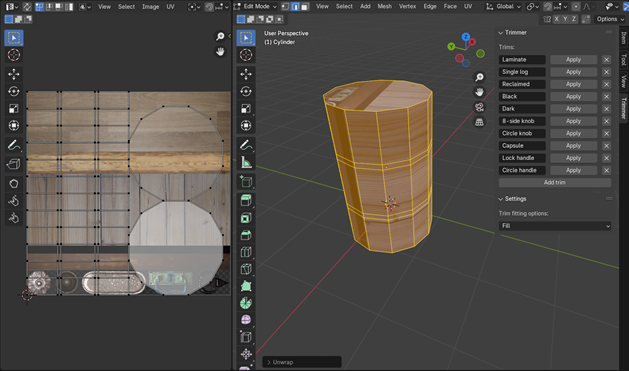 View Select Image UV
Edit Mode
View Select Add Mesh Vertex Edge Face UV
Global
X Y Z Options
User Perspective
(1) Cylinder
Z
Y
X
Trimmer
Trims:
Laminate Apply
Single log Apply
Reclaimed Apply
Black Apply
Dark Apply
8-side knob Apply
Circle knob Apply
Capsule Apply
Lock handle Apply
Circle handle Apply
Add trim
Settings
Trim fitting options:
Fill
Item
Tool
View
Trimmer
Unwrap